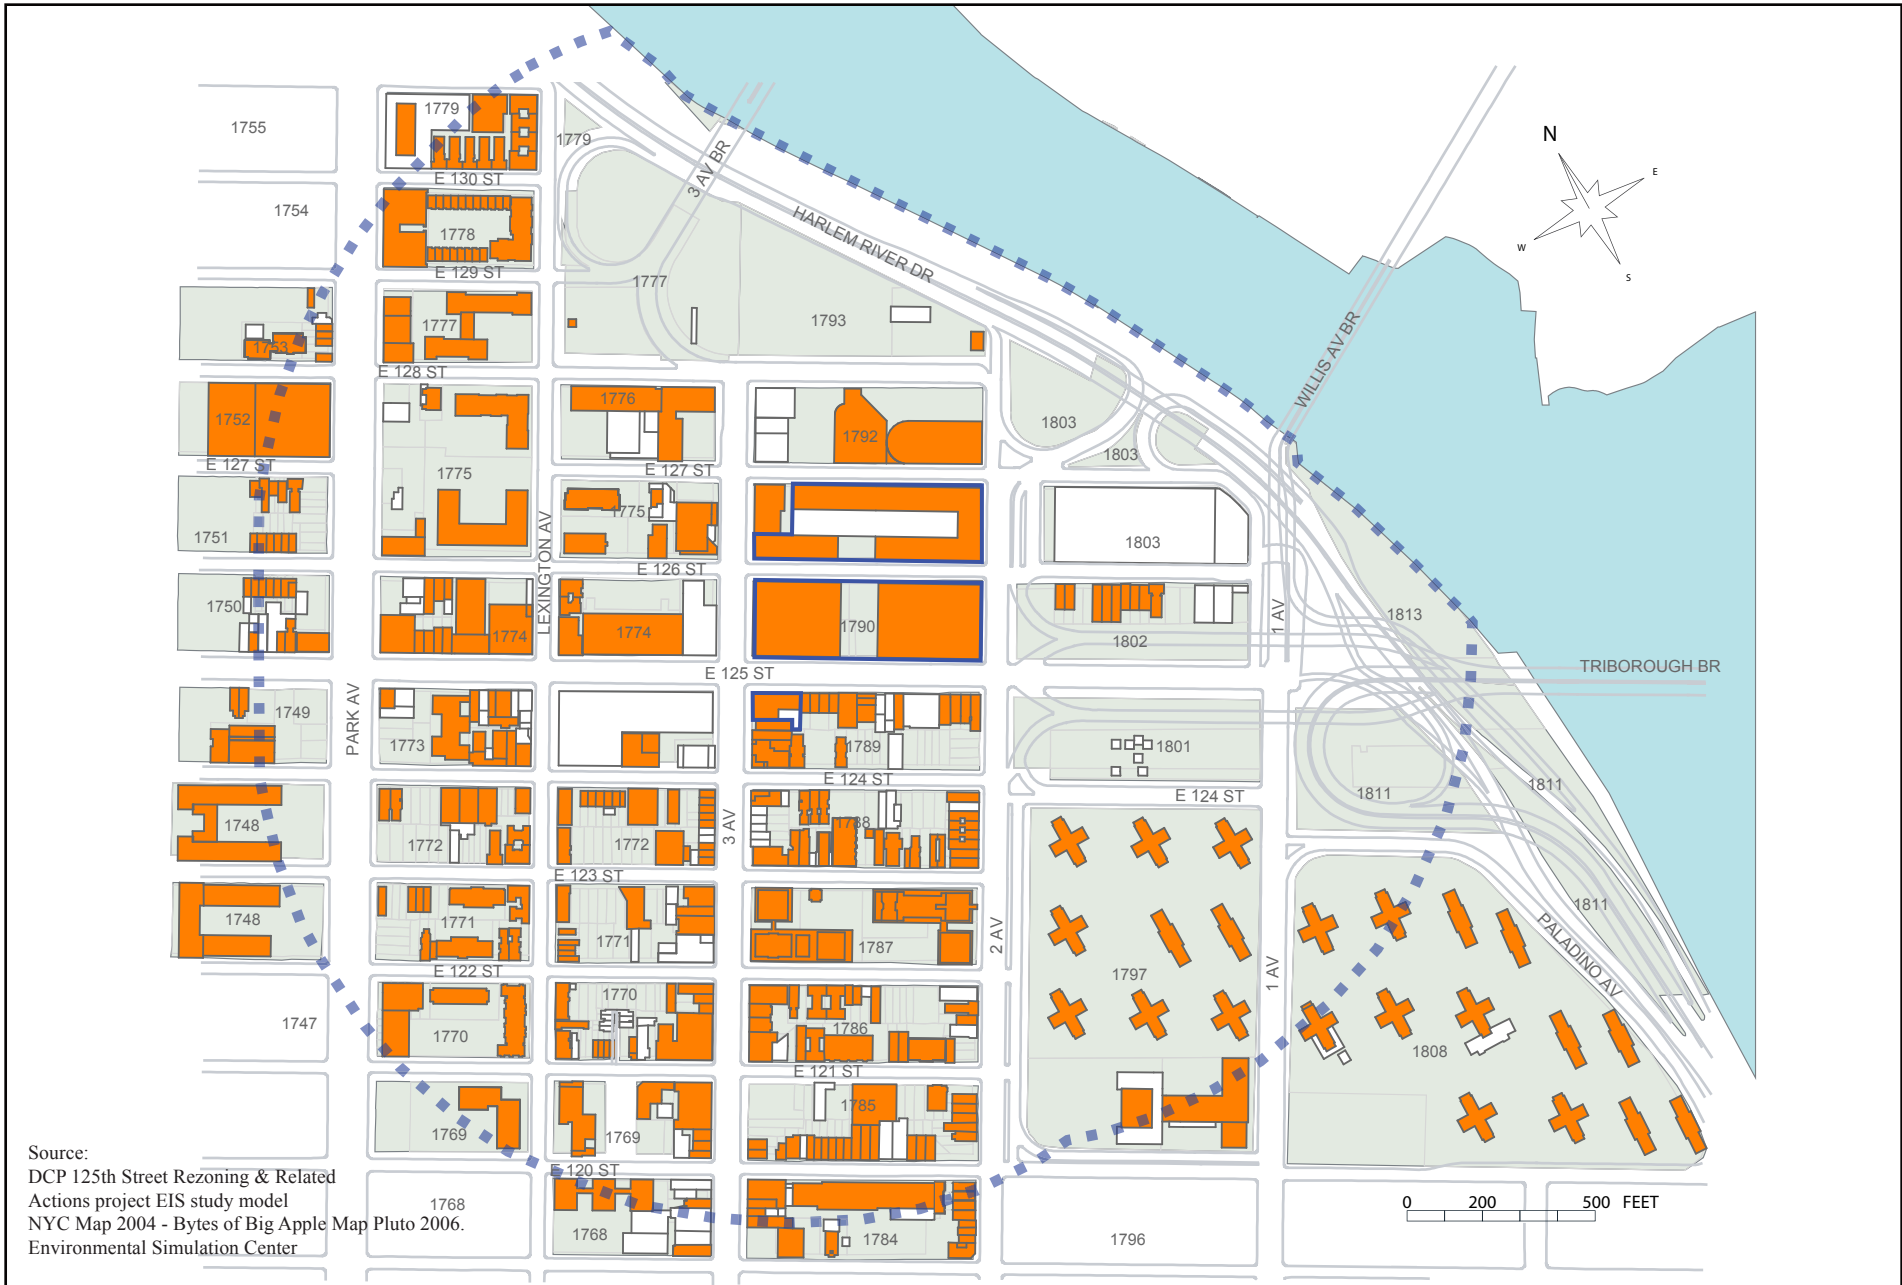 N
E
W
S
1755
1779
1779
3 AV BR
E 130 ST
1754
1778
HARLEM RIVER DR
E 129 ST
1777
1753
1777
1793
WILLIS AV BR
E 128 ST
1752
1776
1792
1803
1803
E 127 ST
1775
E 127 ST
1751
1775
LEXINGTON AV
1803
E 126 ST
1750
1774
1774
1790
1802
1 AV
1813
E 125 ST
TRIBOROUGH BR
1749
PARK AV
1773
1789
1801
E 124 ST
E 124 ST
1811
1811
1748
1772
1772
3 AV
1788
E 123 ST
1748
1771
1771
1787
2 AV
1811
PALADINO AV
E 122 ST
1797
1 AV
1747
1770
1770
1786
1808
E 121 ST
1769
1769
1785
E 120 ST
1768
1768
1784
1796
0 200 500 FEET
Source:
DCP 125th Street Rezoning & Related
Actions project EIS study model
NYC Map 2004 - Bytes of Big Apple Map Pluto 2006.
Environmental Simulation Center